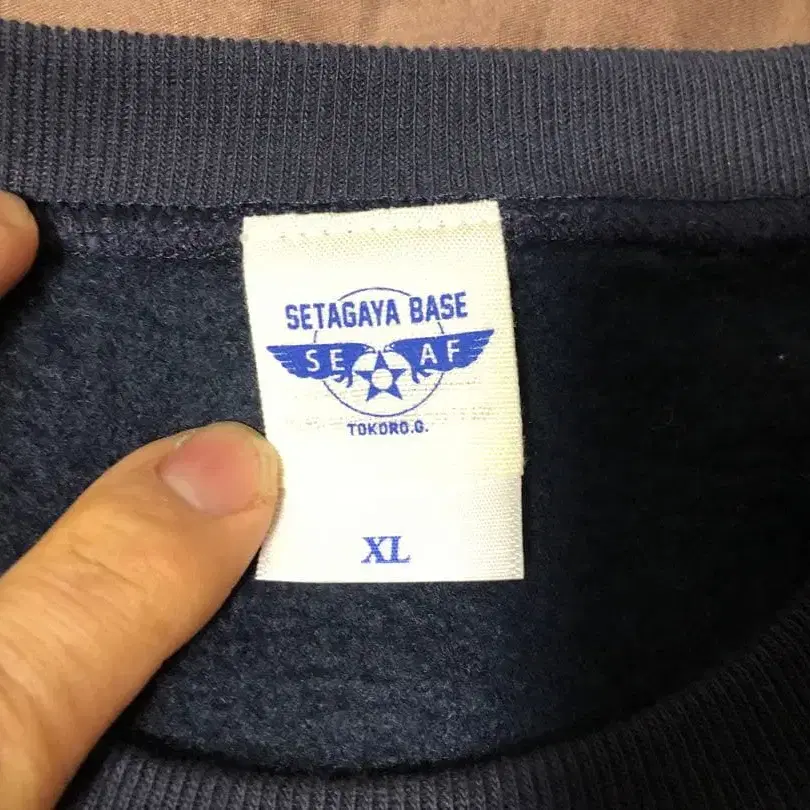 SETAGAYA BASE
SE AF
TOKORO.G.
XL